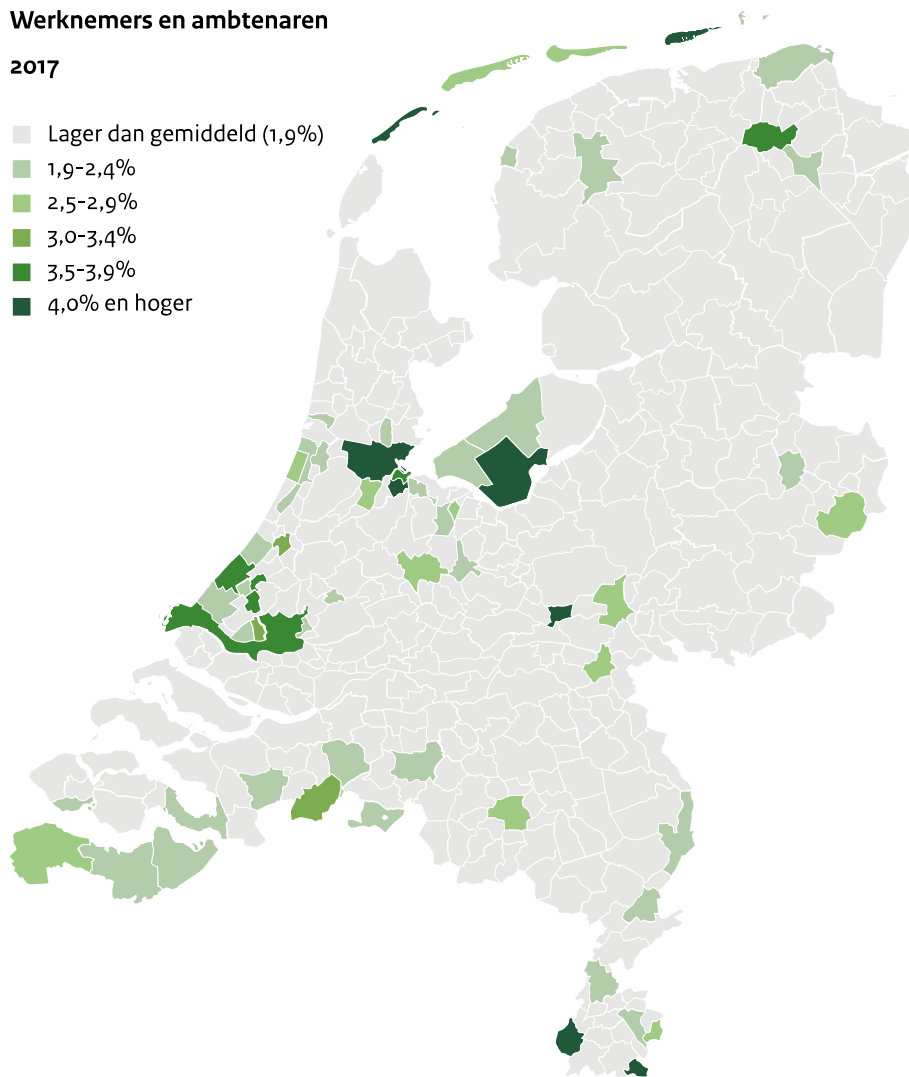 Werknemers en ambtenaren
2017
Lager dan gemiddeld (1,9%)
1,9-2,4%
2,5-2,9%
3,0-3,4%
3,5-3,9%
4,0% en hoger